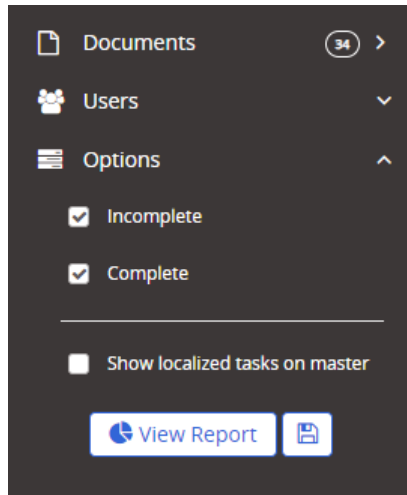 Documents 34
Users
Options
Incomplete
Complete
Show localized tasks on master
View Report